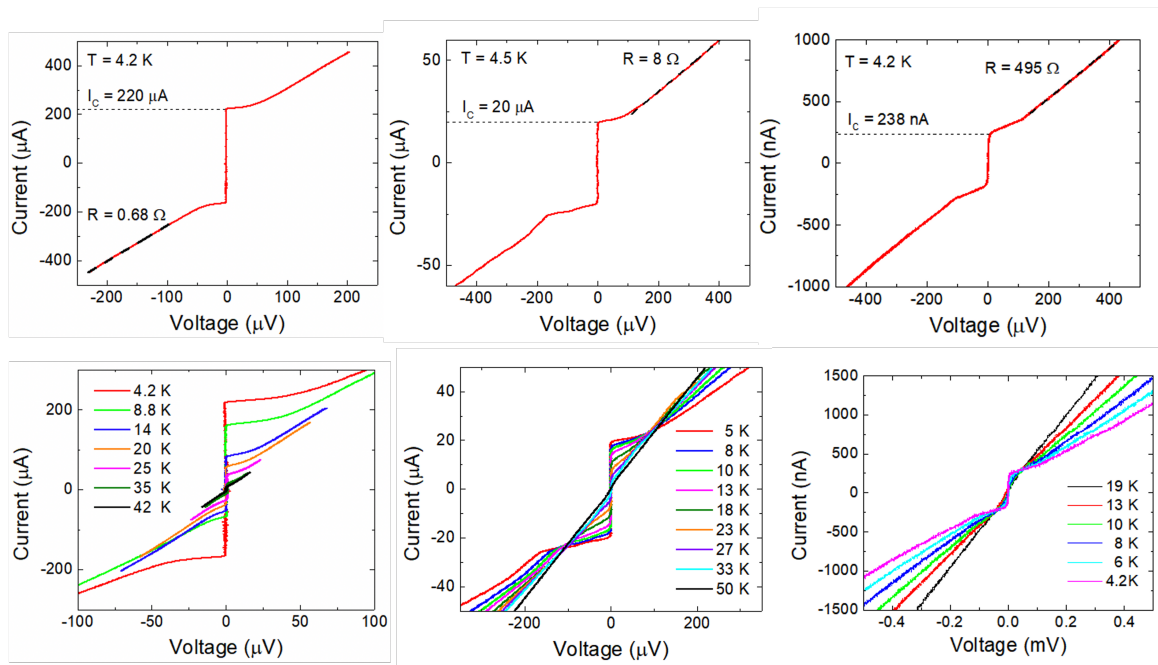 T = 4.2 K
I_C = 220 μA
R = 0.68 Ω
400
200
0
-200
-400
-200
-100
0
100
200
Current (μA)
Voltage (μV)
T = 4.5 K
R = 8 Ω
I_C = 20 μA
50
0
-50
-400
-200
0
200
400
Current (μA)
Voltage (μV)
T = 4.2 K
R = 495 Ω
I_C = 238 nA
1000
500
0
-500
-1000
-400
-200
0
200
400
Current (nA)
Voltage (μV)
4.2 K
8.8 K
14 K
20 K
25 K
35 K
42 K
200
0
-200
-100
-50
0
50
100
Current (μA)
Voltage (μV)
5 K
8 K
10 K
13 K
18 K
23 K
27 K
33 K
50 K
40
20
0
-20
-40
-200
0
200
Current (μA)
Voltage (μV)
19 K
13 K
10 K
8 K
6 K
4.2K
1500
1000
500
0
-500
-1000
-1500
-0.4
-0.2
0.0
0.2
0.4
Current (nA)
Voltage (mV)